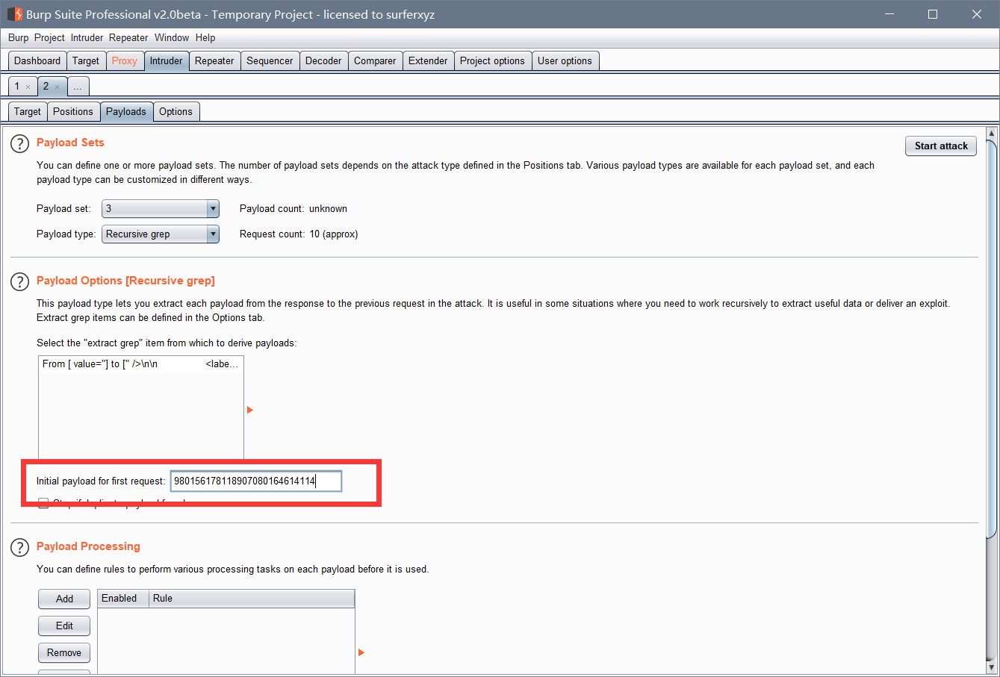 Burp Suite Professional v2.0beta - Temporary Project - licensed to surferxyz
Burp Project Intruder Repeater Window Help
Dashboard Target Proxy Intruder Repeater Sequencer Decoder Comparer Extender Project options User options
1 × 2 × ...
Target Positions Payloads Options
? Payload Sets
Start attack
You can define one or more payload sets. The number of payload sets depends on the attack type defined in the Positions tab. Various payload types are available for each payload set, and each
payload type can be customized in different ways.
Payload set: 3 Payload count: unknown
Payload type: Recursive grep Request count: 10 (approx)
? Payload Options [Recursive grep]
This payload type lets you extract each payload from the response to the previous request in the attack. It is useful in some situations where you need to work recursively to extract useful data or deliver an exploit.
Extract grep items can be defined in the Options tab.
Select the "extract grep" item from which to derive payloads:
From [ value="] to [" />\n\n <labe...
Initial payload for first request: 980156178118907080164614114
? Payload Processing
You can define rules to perform various processing tasks on each payload before it is used.
Add Enabled Rule
Edit
Remove